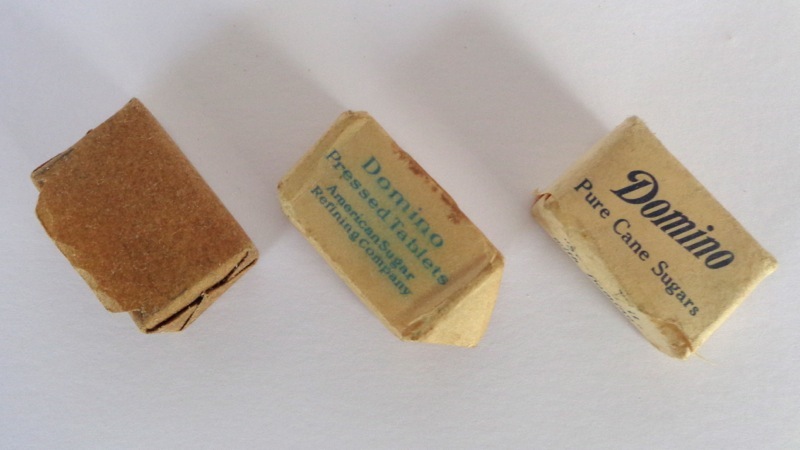 Domino
Pressed Tablets
American Sugar
Refining Company
Domino
Pure Cane Sugars